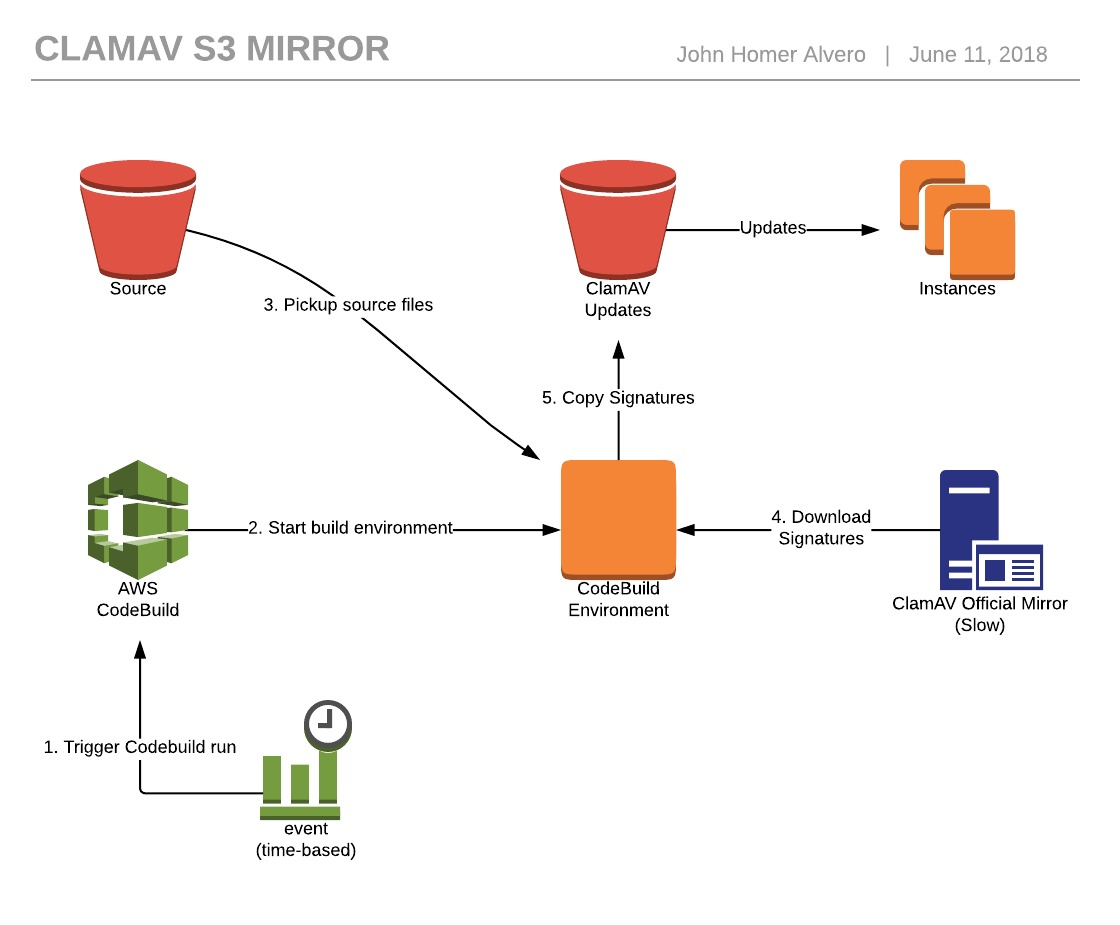 CLAMAV S3 MIRROR
John Homer Alvero | June 11, 2018
Source
3. Pickup source files
ClamAV
Updates
Updates
Instances
5. Copy Signatures
AWS
CodeBuild
2. Start build environment
CodeBuild
Environment
4. Download
Signatures
ClamAV Official Mirror
(Slow)
1. Trigger Codebuild run
event
(time-based)